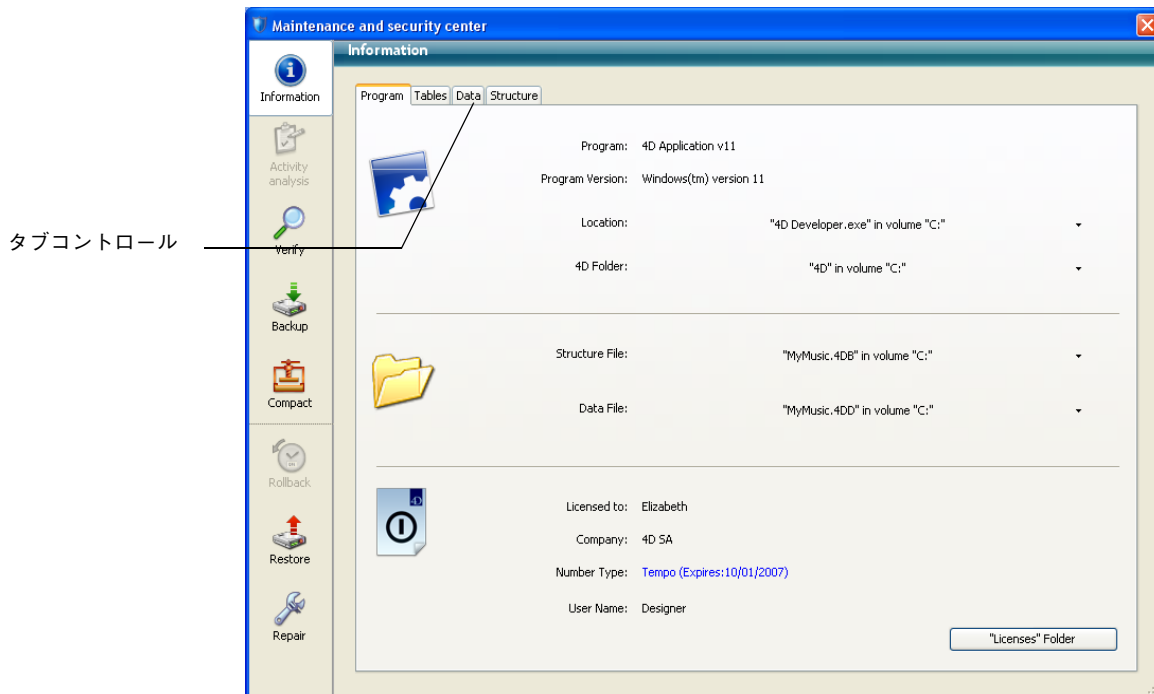 Maintenance and security center
Information
Information
Program Tables Data Structure
Activity
analysis
Verify
Backup
Compact
Rollback
Restore
Repair
タブコントロール
Program: 4D Application v11
Program Version: Windows(tm) version 11
Location: "4D Developer.exe" in volume "C:"
4D Folder: "4D" in volume "C:"
Structure File: "MyMusic.4DB" in volume "C:"
Data File: "MyMusic.4DD" in volume "C:"
4D
Licensed to: Elizabeth
Company: 4D SA
Number Type: Tempo (Expires:10/01/2007)
User Name: Designer
"Licenses" Folder